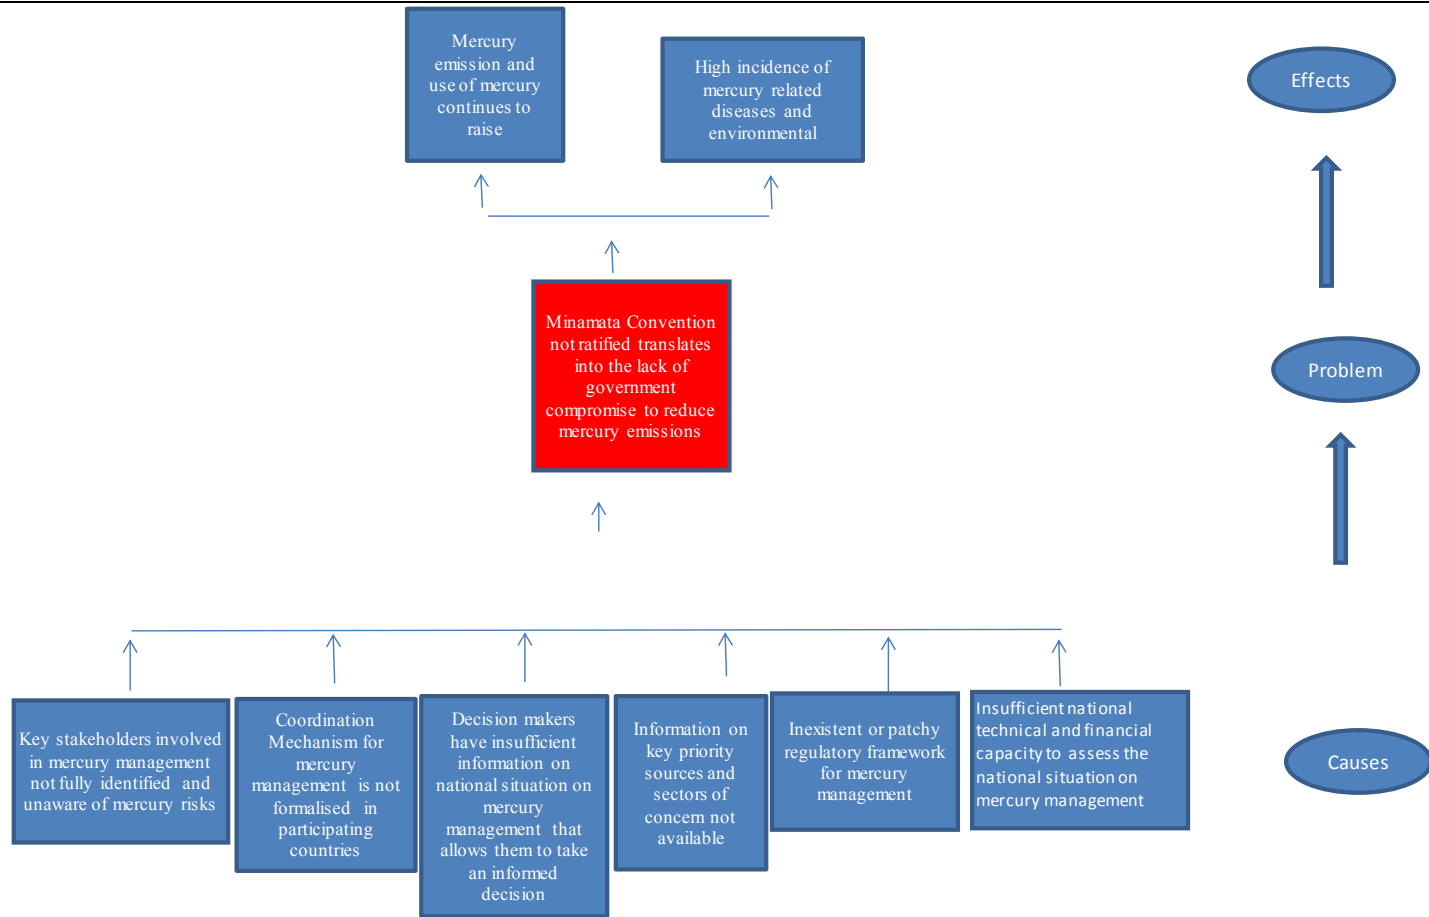 Mercury
emission and
use of mercury
continues to
raise
High incidence of
mercury related
diseases and
environmental
Effects
Minamata Convention
not ratified translates
into the lack of
government
compromise to reduce
mercury emissions
Problem
Key stakeholders involved
in mercury management
not fully identified and
unaware of mercury risks
Coordination
Mechanism for
mercury
management is not
formalised in
participating
countries
Decision makers
have insufficient
information on
national situation on
mercury
management that
allows them to take
an informed
decision
Information on
key priority
sources and
sectors of
concern not
available
Inexistent or patchy
regulatory framework
for mercury
management
Insufficient national
technical and financial
capacity to assess the
national situation on
mercury management
Causes